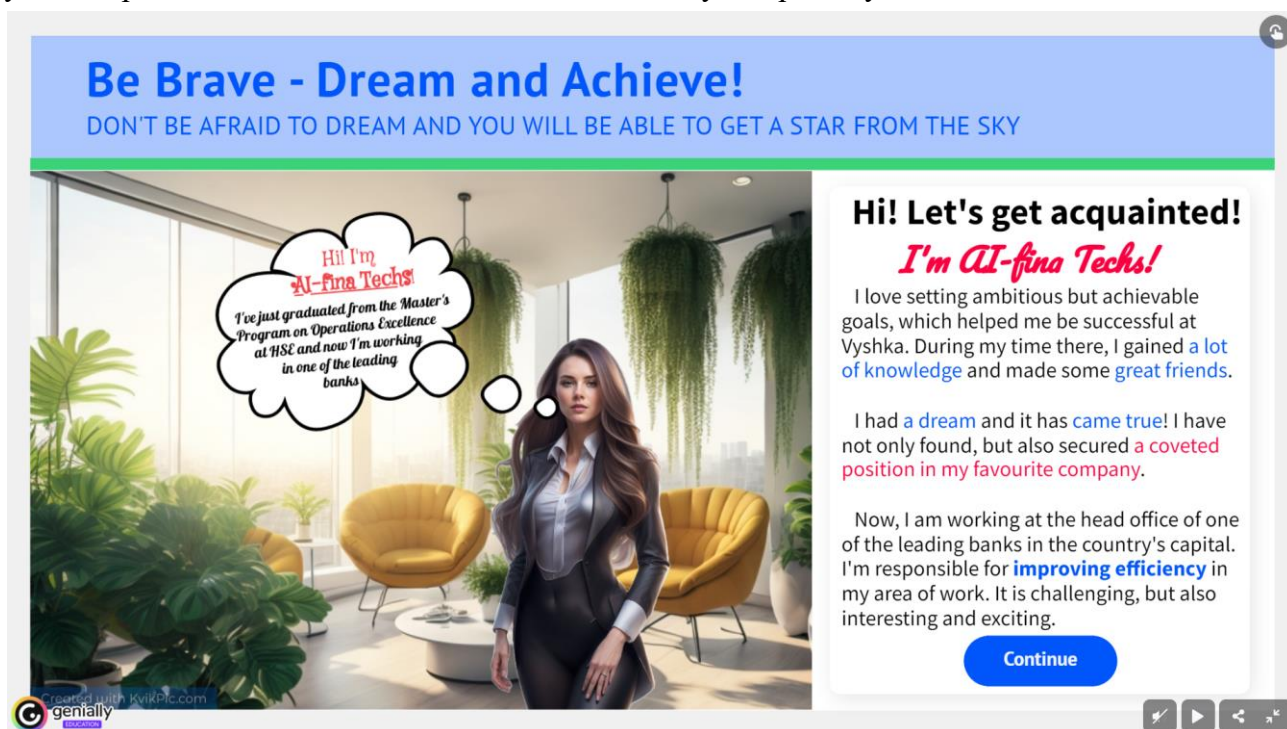 Be Brave - Dream and Achieve!
DON'T BE AFRAID TO DREAM AND YOU WILL BE ABLE TO GET A STAR FROM THE SKY
Hi! I'm
AI-fina Techs!
I've just graduated from the Master's
Program on Operations Excellence
at HSE and now I'm working
in one of the leading
banks
Hi! Let's get acquainted!
I'm AI-fina Techs!
I love setting ambitious but achievable
goals, which helped me be successful at
Vyshka. During my time there, I gained a lot
of knowledge and made some great friends.
I had a dream and it has came true! I have
not only found, but also secured a coveted
position in my favourite company.
Now, I am working at the head office of one
of the leading banks in the country's capital.
I'm responsible for improving efficiency in
my area of work. It is challenging, but also
interesting and exciting.
Continue
Created with KvikPic.com
genially
EDUCATION